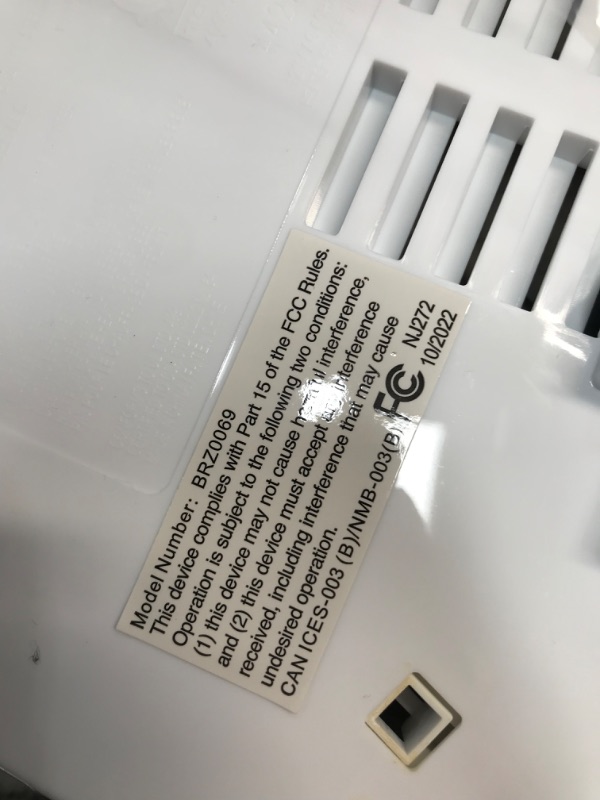 Model Number: BRZ0069
This device complies with Part 15 of the FCC Rules.
Operation is subject to the following two conditions:
(1) this device may not cause interference,
and (2) this device must accept interference
received, including interference that may cause
undesired operation.
CAN ICES-003 (B)/NMB-003(B)
FC
NJ272
10/2022